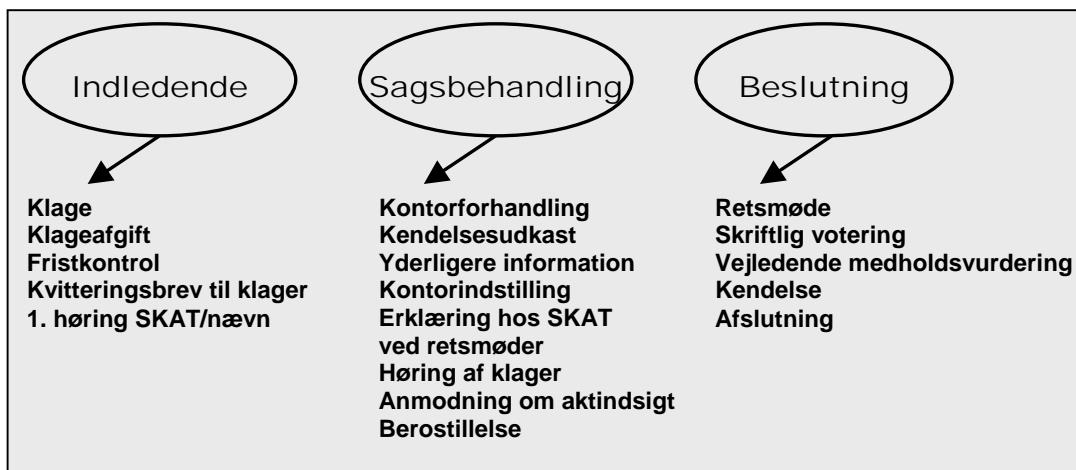 Indledende
Klage
Klageafgift
Fristkontrol
Kvitteringsbrev til klager
1. høring SKAT/nævn
Sagsbehandling
Kontorforhandling
Kendelsesudkast
Yderligere information
Kontorindstilling
Erklæring hos SKAT
ved retsmøder
Høring af klager
Anmodning om aktindsigt
Berostillelse
Beslutning
Retsmøde
Skriftlig votering
Vejledende medholdsvurdering
Kendelse
Afslutning